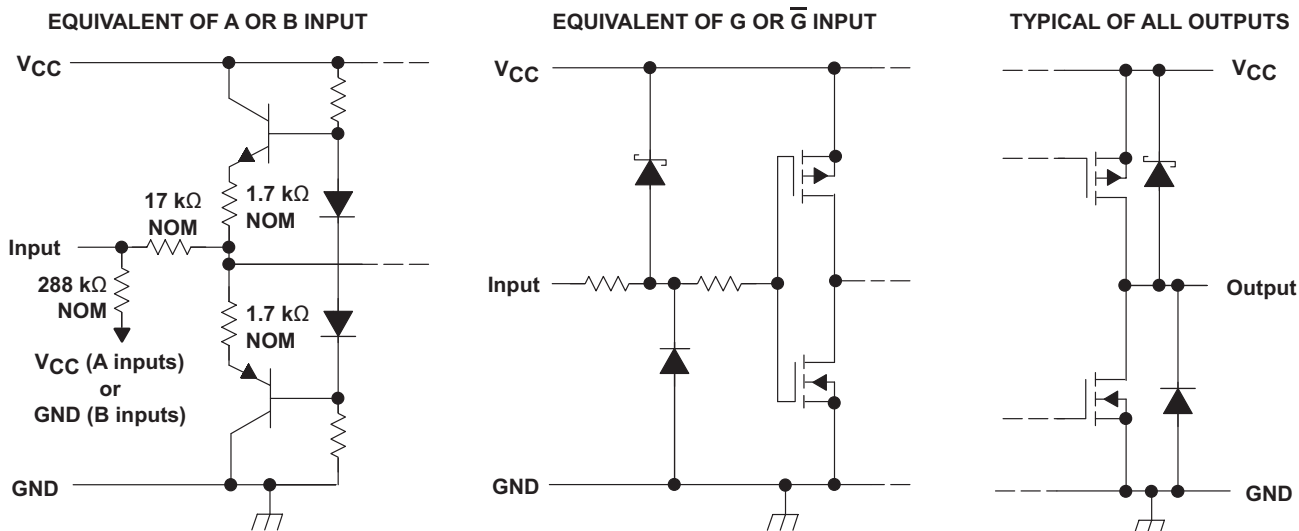 EQUIVALENT OF A OR B INPUT
VCC
17 kΩ
NOM
1.7 kΩ
NOM
Input
288 kΩ
NOM
1.7 kΩ
NOM
VCC (A inputs)
or
GND (B inputs)
GND
EQUIVALENT OF G OR G̅ INPUT
VCC
Input
GND
TYPICAL OF ALL OUTPUTS
VCC
Output
GND